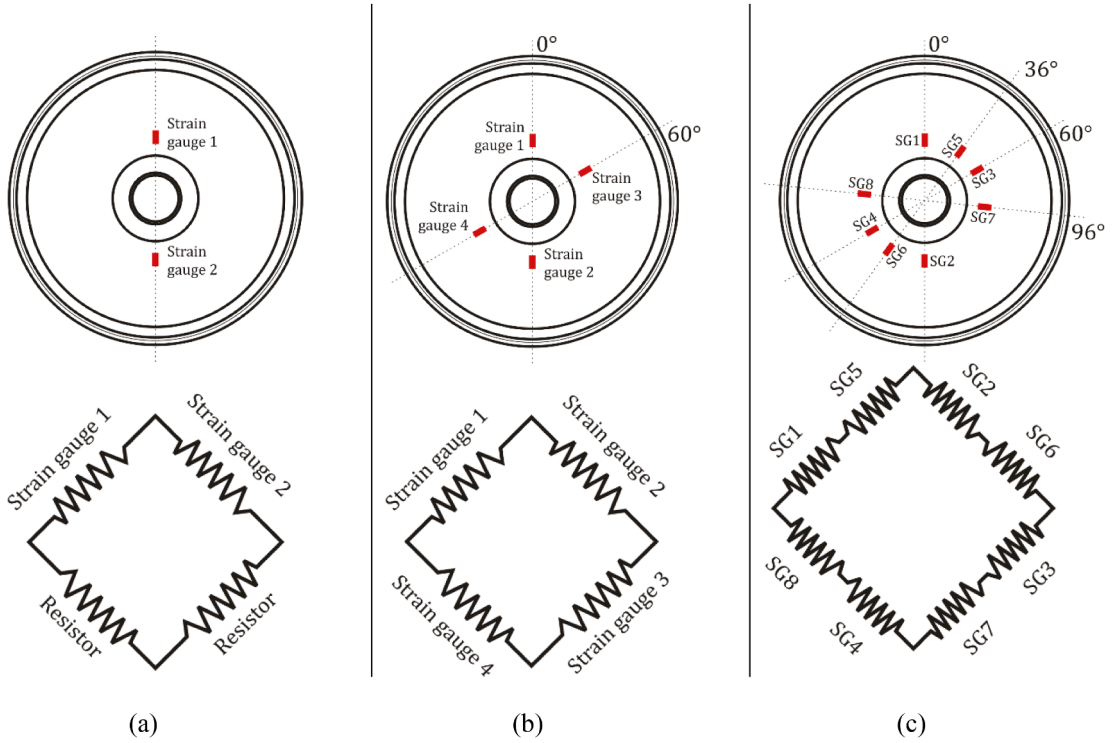 Strain
gauge 1
Strain
gauge 2
Strain gauge 1
Strain gauge 2
Resistor
Resistor
(a)
0°
60°
Strain
gauge 1
Strain
gauge 3
Strain
gauge 4
Strain
gauge 2
Strain gauge 1
Strain gauge 2
Strain gauge 4
Strain gauge 3
(b)
0°
36°
60°
96°
SG1
SG5
SG3
SG8
SG7
SG4
SG6
SG2
SG5
SG2
SG1
SG6
SG8
SG3
SG4
SG7
(c)